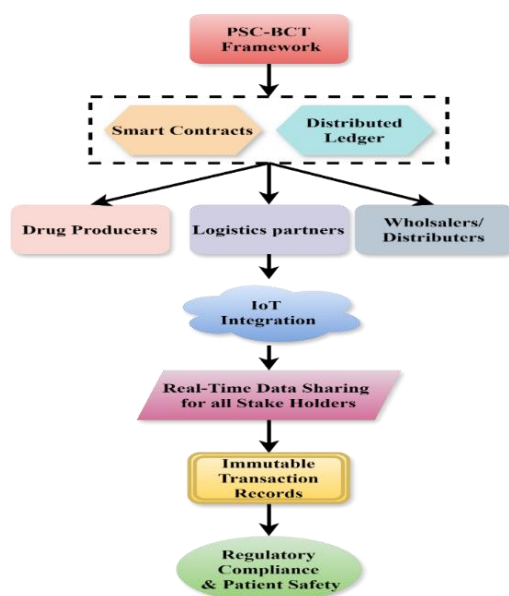 PSC-BCT
Framework
Smart Contracts
Distributed
Ledger
Drug Producers
Logistics partners
Wholsalers/
Distributers
IoT
Integration
Real-Time Data Sharing
for all Stake Holders
Immutable
Transaction
Records
Regulatory
Compliance
& Patient Safety